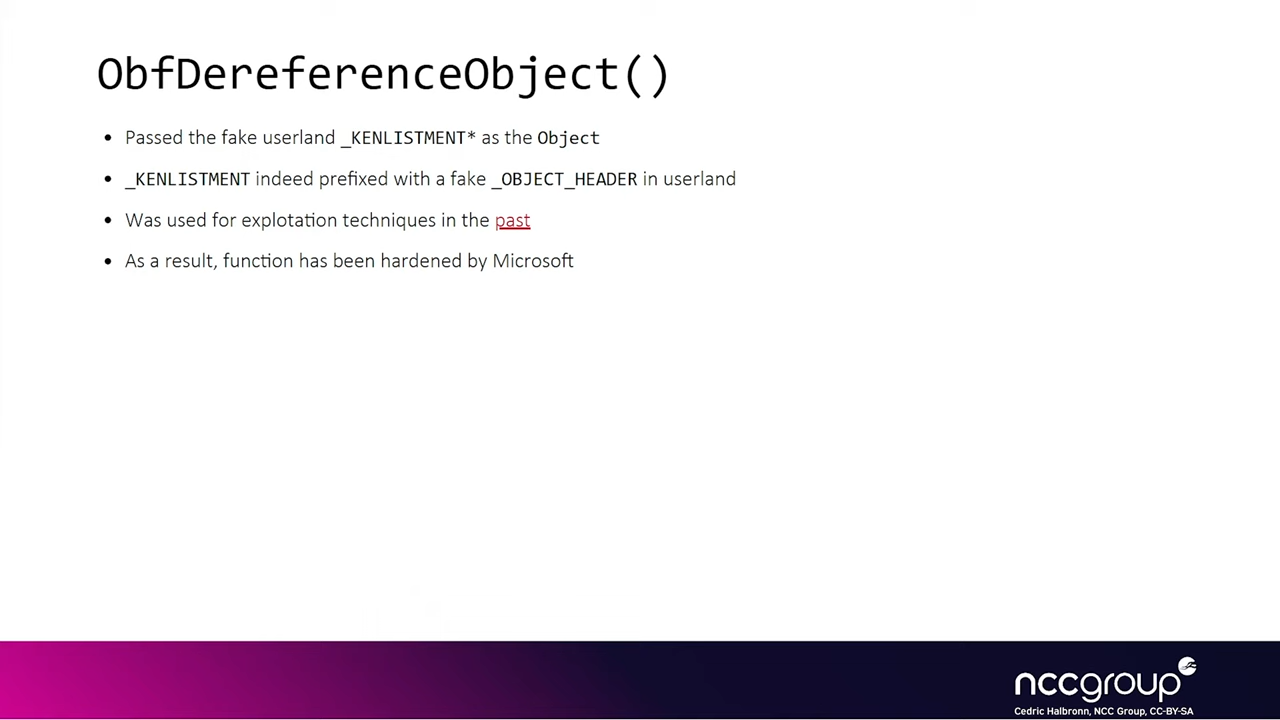 ObfDereferenceObject()
• Passed the fake userland _KENLISTMENT* as the Object
• _KENLISTMENT indeed prefixed with a fake _OBJECT_HEADER in userland
• Was used for explotation techniques in the past
• As a result, function has been hardened by Microsoft
nccgroup
Cedric Halbronn, NCC Group, CC-BY-SA